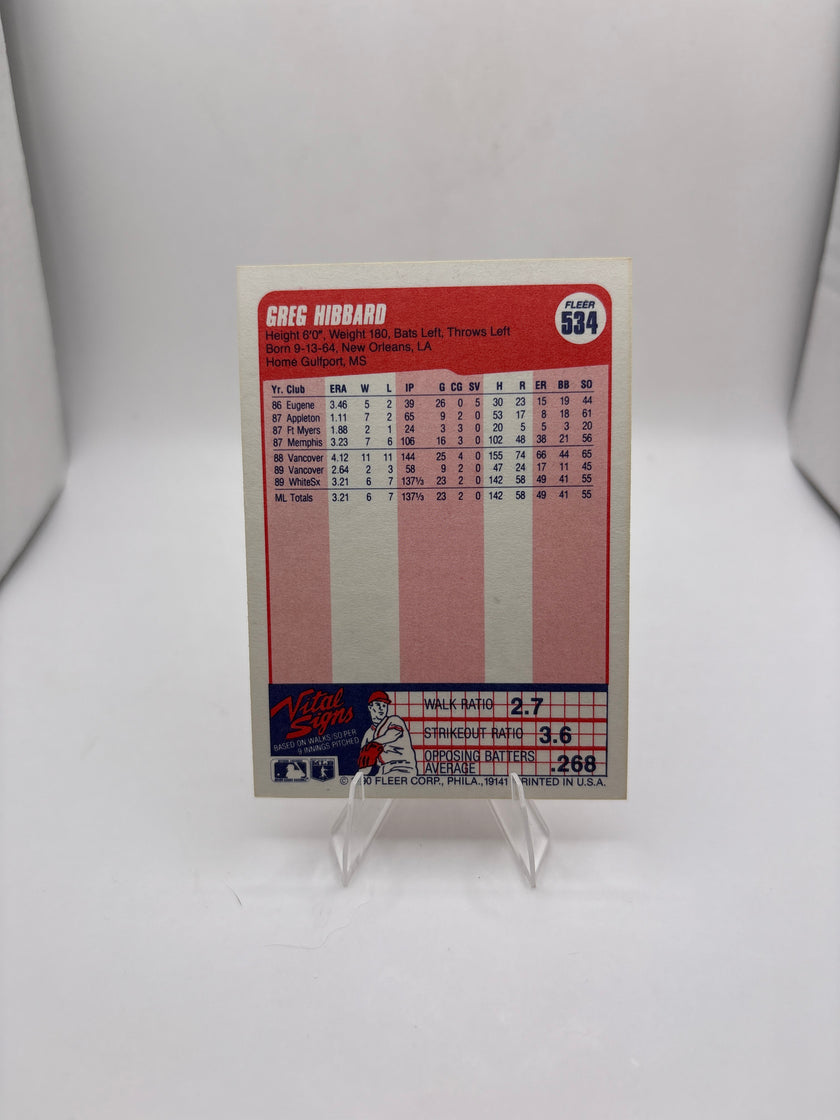 GREG HIBBARD
FLEER
534
Height 6'0", Weight 180, Bats Left, Throws Left
Born 9-13-64, New Orleans, LA
Home Gulfport, MS
Yr. Club ERA W L IP G CG SV H R ER BB SO
86 Eugene 3.46 5 2 39 26 0 5 30 23 15 19 44
87 Appleton 1.11 7 2 65 9 2 0 53 17 8 18 61
87 Ft Myers 1.88 2 1 24 3 3 0 20 5 5 3 20
87 Memphis 3.23 7 6 106 16 3 0 102 48 38 21 56
88 Vancover 4.12 11 11 144 25 4 0 155 74 66 44 65
89 Vancover 2.64 2 3 58 9 2 0 47 24 17 11 45
89 WhiteSx 3.21 6 7 137⅓ 23 2 0 142 58 49 41 55
ML Totals 3.21 6 7 137⅓ 23 2 0 142 58 49 41 55
Vital
Signs
BASED ON WALKS/SO PER
9 INNINGS PITCHED
WALK RATIO 2.7
STRIKEOUT RATIO 3.6
OPPOSING BATTERS
AVERAGE .268
© 90 FLEER CORP., PHILA., 19141 PRINTED IN U.S.A.